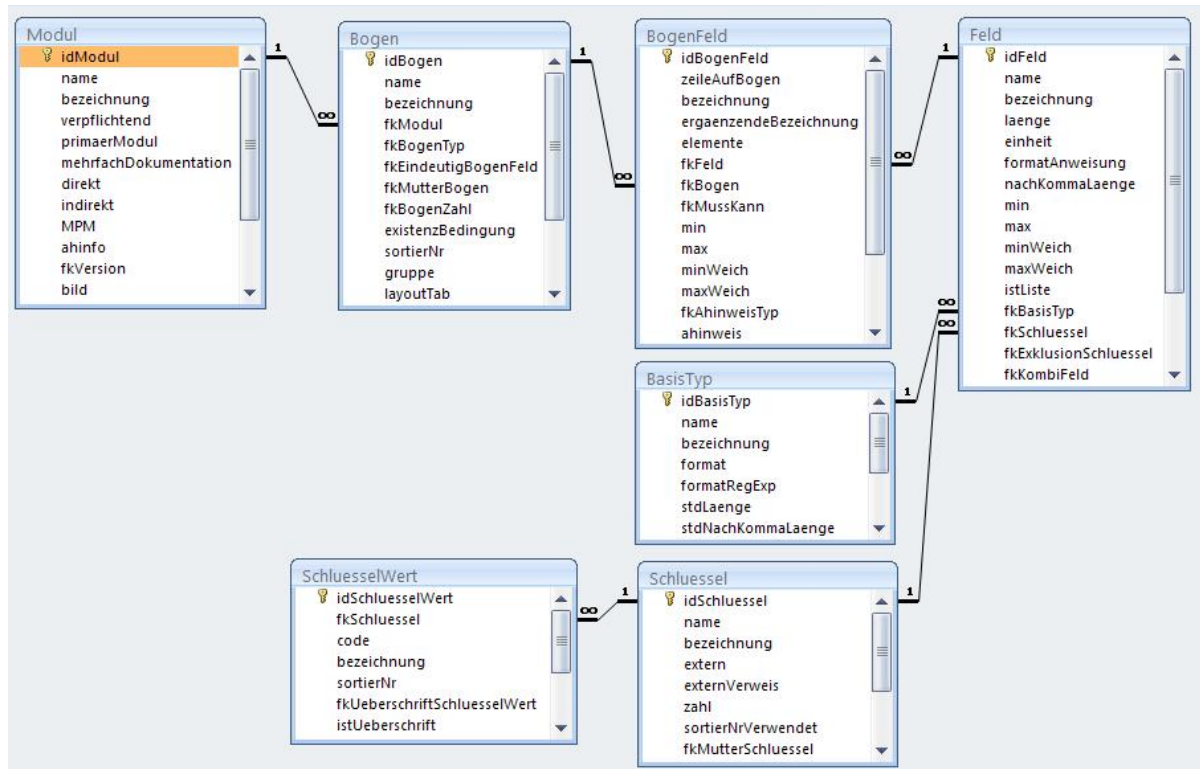 Modul
idModul
name
bezeichnung
verpflichtend
primaerModul
mehrfachDokumentation
direkt
indirekt
MPM
ahinfo
fkVersion
bild
1
∞
Bogen
idBogen
name
bezeichnung
fkModul
fkBogenTyp
fkEindeutigBogenFeld
fkMutterBogen
fkBogenZahl
existenzBedingung
sortierNr
gruppe
layoutTab
1
∞
BogenFeld
idBogenFeld
zeileAufBogen
bezeichnung
ergaenzendeBezeichnung
elemente
fkFeld
fkBogen
fkMussKann
min
max
minWeich
maxWeich
fkAhinweisTyp
ahinweis
1
∞
Feld
idFeld
name
bezeichnung
laenge
einheit
formatAnweisung
nachKommaLaenge
min
max
minWeich
maxWeich
istListe
fkBasisTyp
fkSchluessel
fkExklusionSchluessel
fkKombiFeld
∞
∞
BasisTyp
idBasisTyp
name
bezeichnung
format
formatRegExp
stdLaenge
stdNachKommaLaenge
1
SchluesselWert
idSchluesselWert
fkSchluessel
code
bezeichnung
sortierNr
fkUeberschriftSchluesselWert
istUeberschrift
∞
1
Schluessel
idSchluessel
name
bezeichnung
extern
externVerweis
zahl
sortierNrVerwendet
fkMutterSchluessel
1